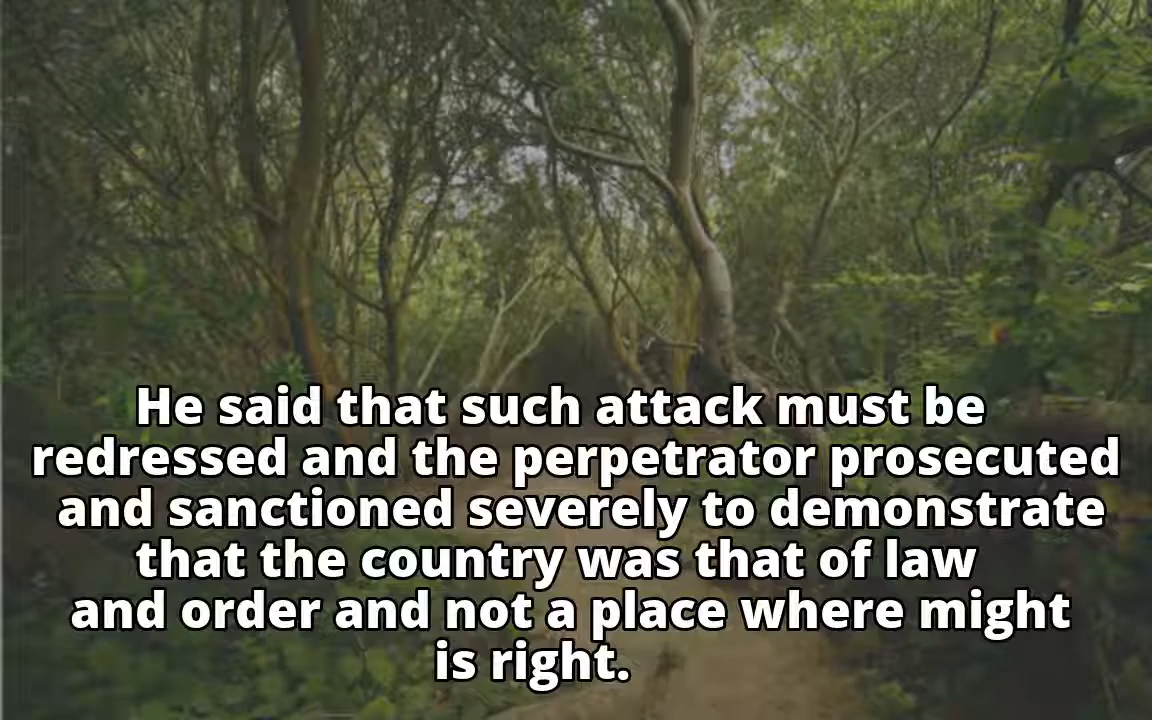 He said that such attack must be
redressed and the perpetrator prosecuted
and sanctioned severely to demonstrate
that the country was that of law
and order and not a place where might
is right.